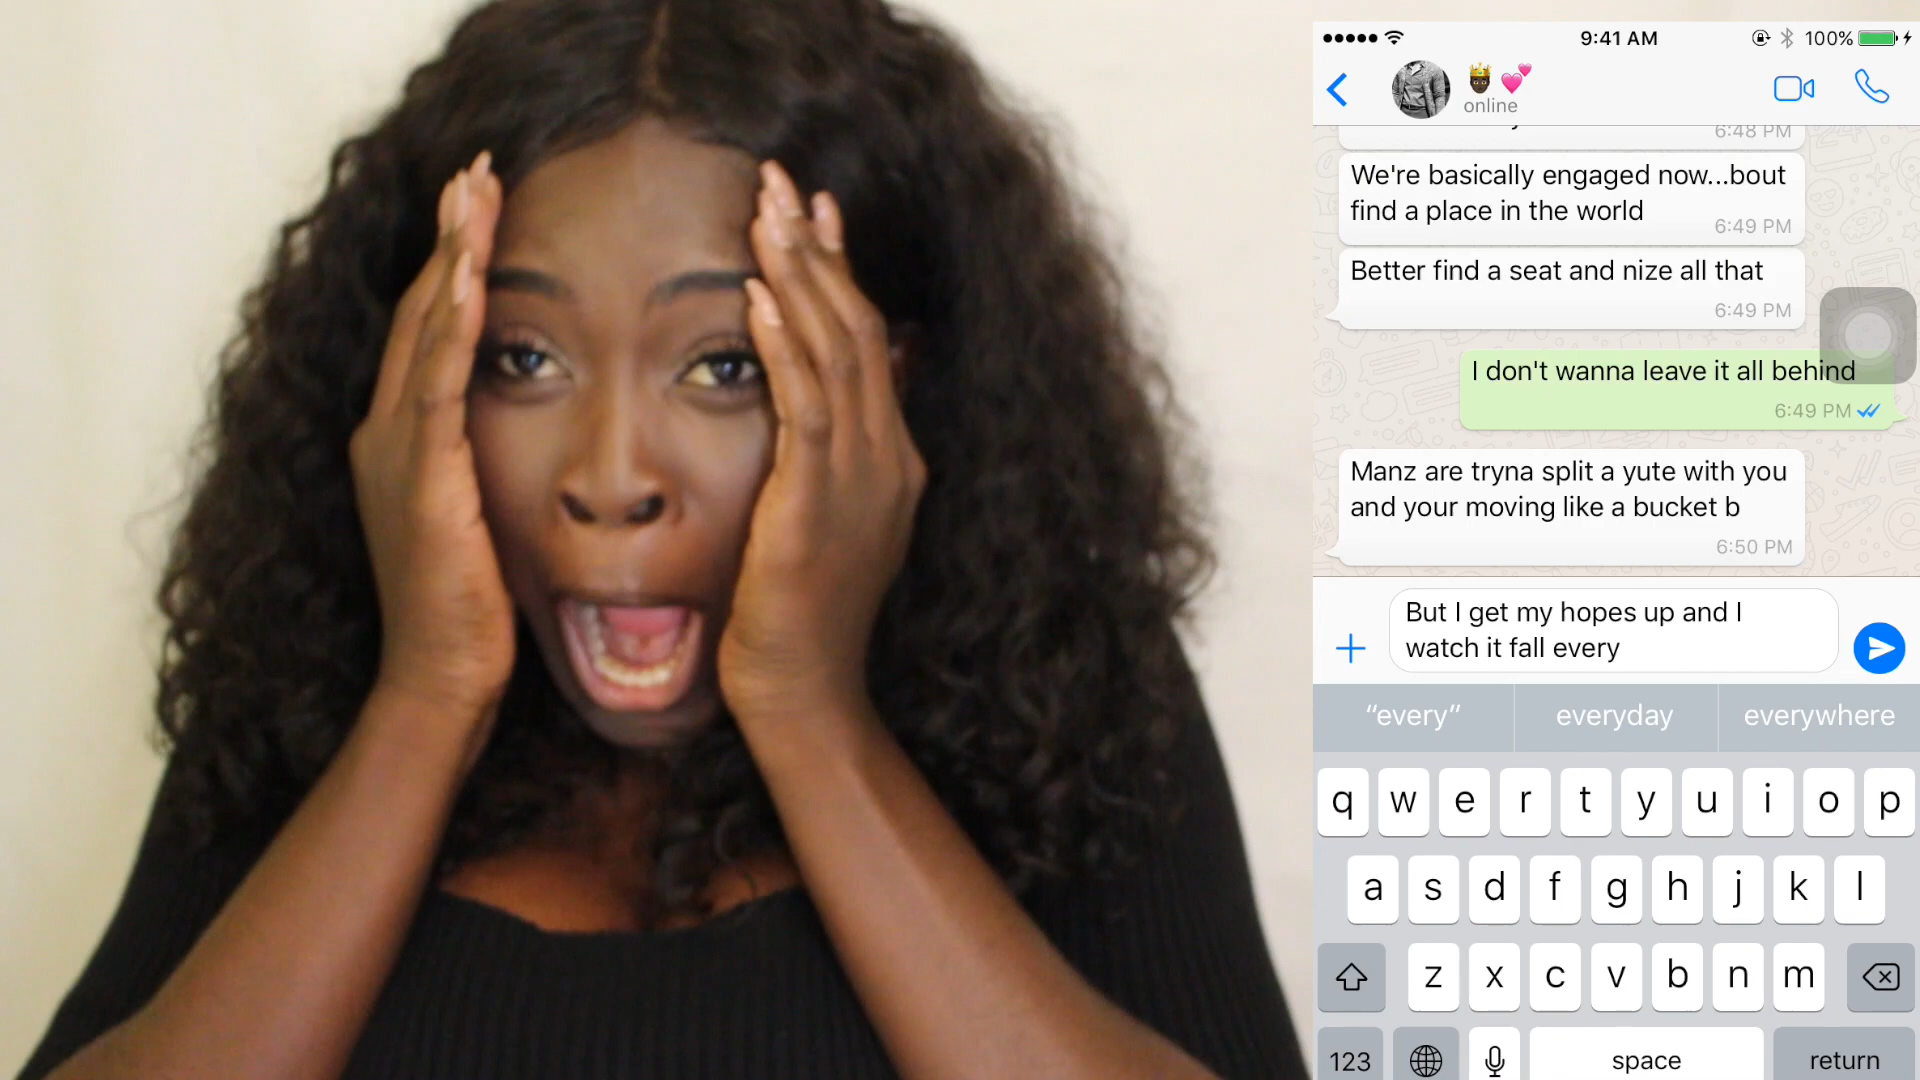 9:41 AM
100%
online
6:48 PM
We're basically engaged now...bout
find a place in the world
6:49 PM
Better find a seat and nize all that
6:49 PM
I don't wanna leave it all behind
6:49 PM
Manz are tryna split a yute with you
and your moving like a bucket b
6:50 PM
But I get my hopes up and I
watch it fall every
“every” everyday everywhere
q w e r t y u i o p
a s d f g h j k l
z x c v b n m
123 space return